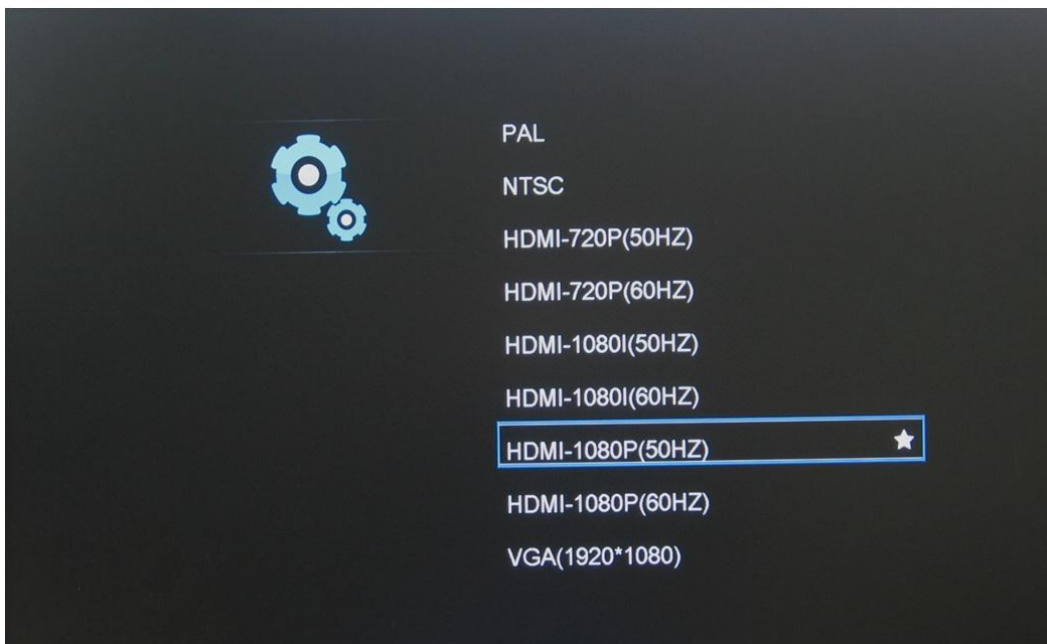 PAL
NTSC
HDMI-720P(50HZ)
HDMI-720P(60HZ)
HDMI-1080I(50HZ)
HDMI-1080I(60HZ)
HDMI-1080P(50HZ)
HDMI-1080P(60HZ)
VGA(1920*1080)